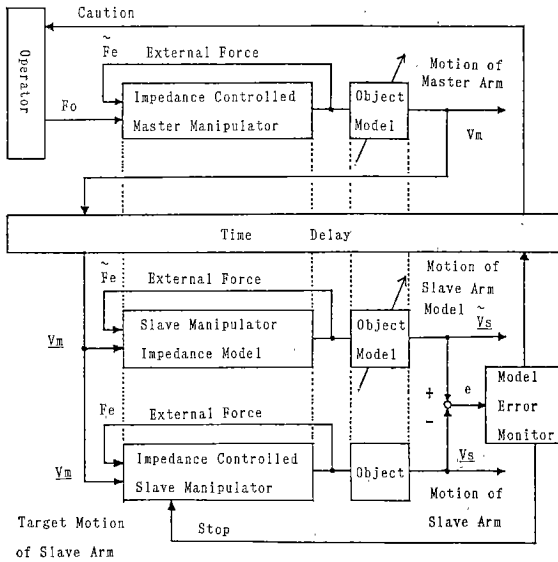 Caution
Operator
~
Fe
External Force
Fo
Impedance Controlled
Master Manipulator
Object
Model
Motion of
Master Arm
Vm
Time Delay
~
Fe
External Force
Vm
Slave Manipulator
Impedance Model
Object
Model
Motion of
Slave Arm
Model
~
Vs
+
-
e
Model
Error
Monitor
Fe
External Force
Vm
Impedance Controlled
Slave Manipulator
Object
Vs
Motion of
Slave Arm
Target Motion
of Slave Arm
Stop